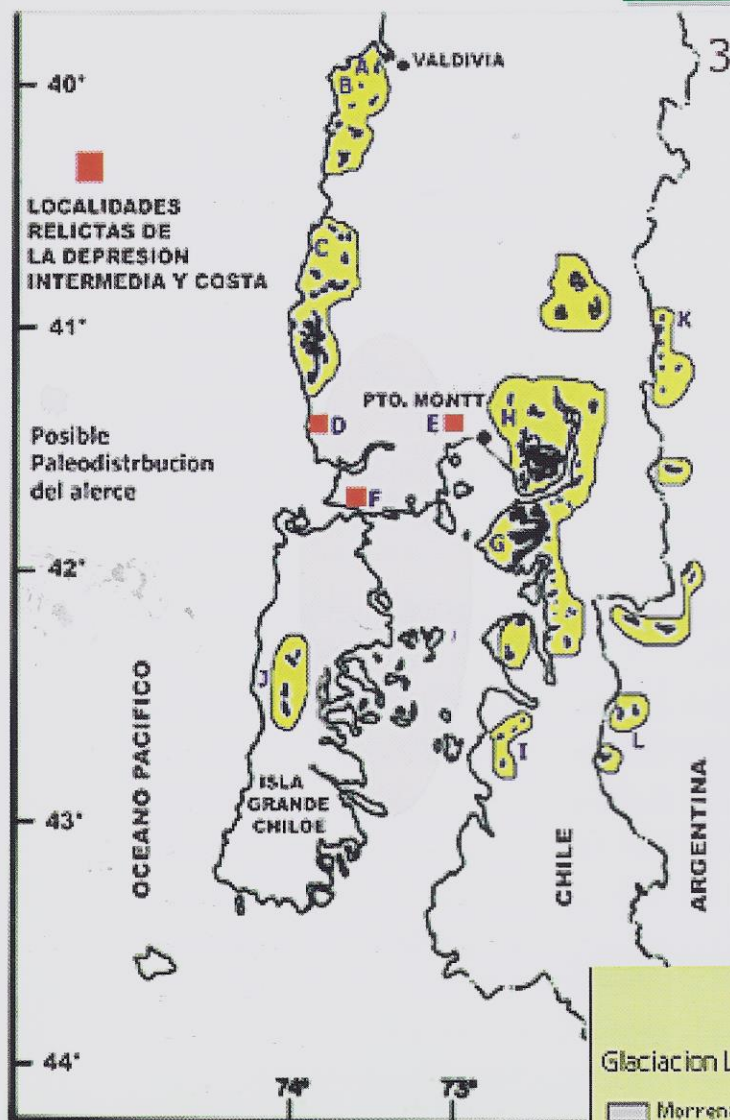 3
40°
VALDIVIA
A
B
LOCALIDADES
RELICTAS DE
LA DEPRESION
INTERMEDIA Y COSTA
C
41°
K
PTO. MONTT
H
D
E
Posible
Paleodistrbucion
del alerce
F
G
42°
J
L
I
OCEANO PACIFICO
ISLA
GRANDE
CHILOE
43°
CHILE
ARGENTINA
44°
Glaciacion L
Morren
74°
73°